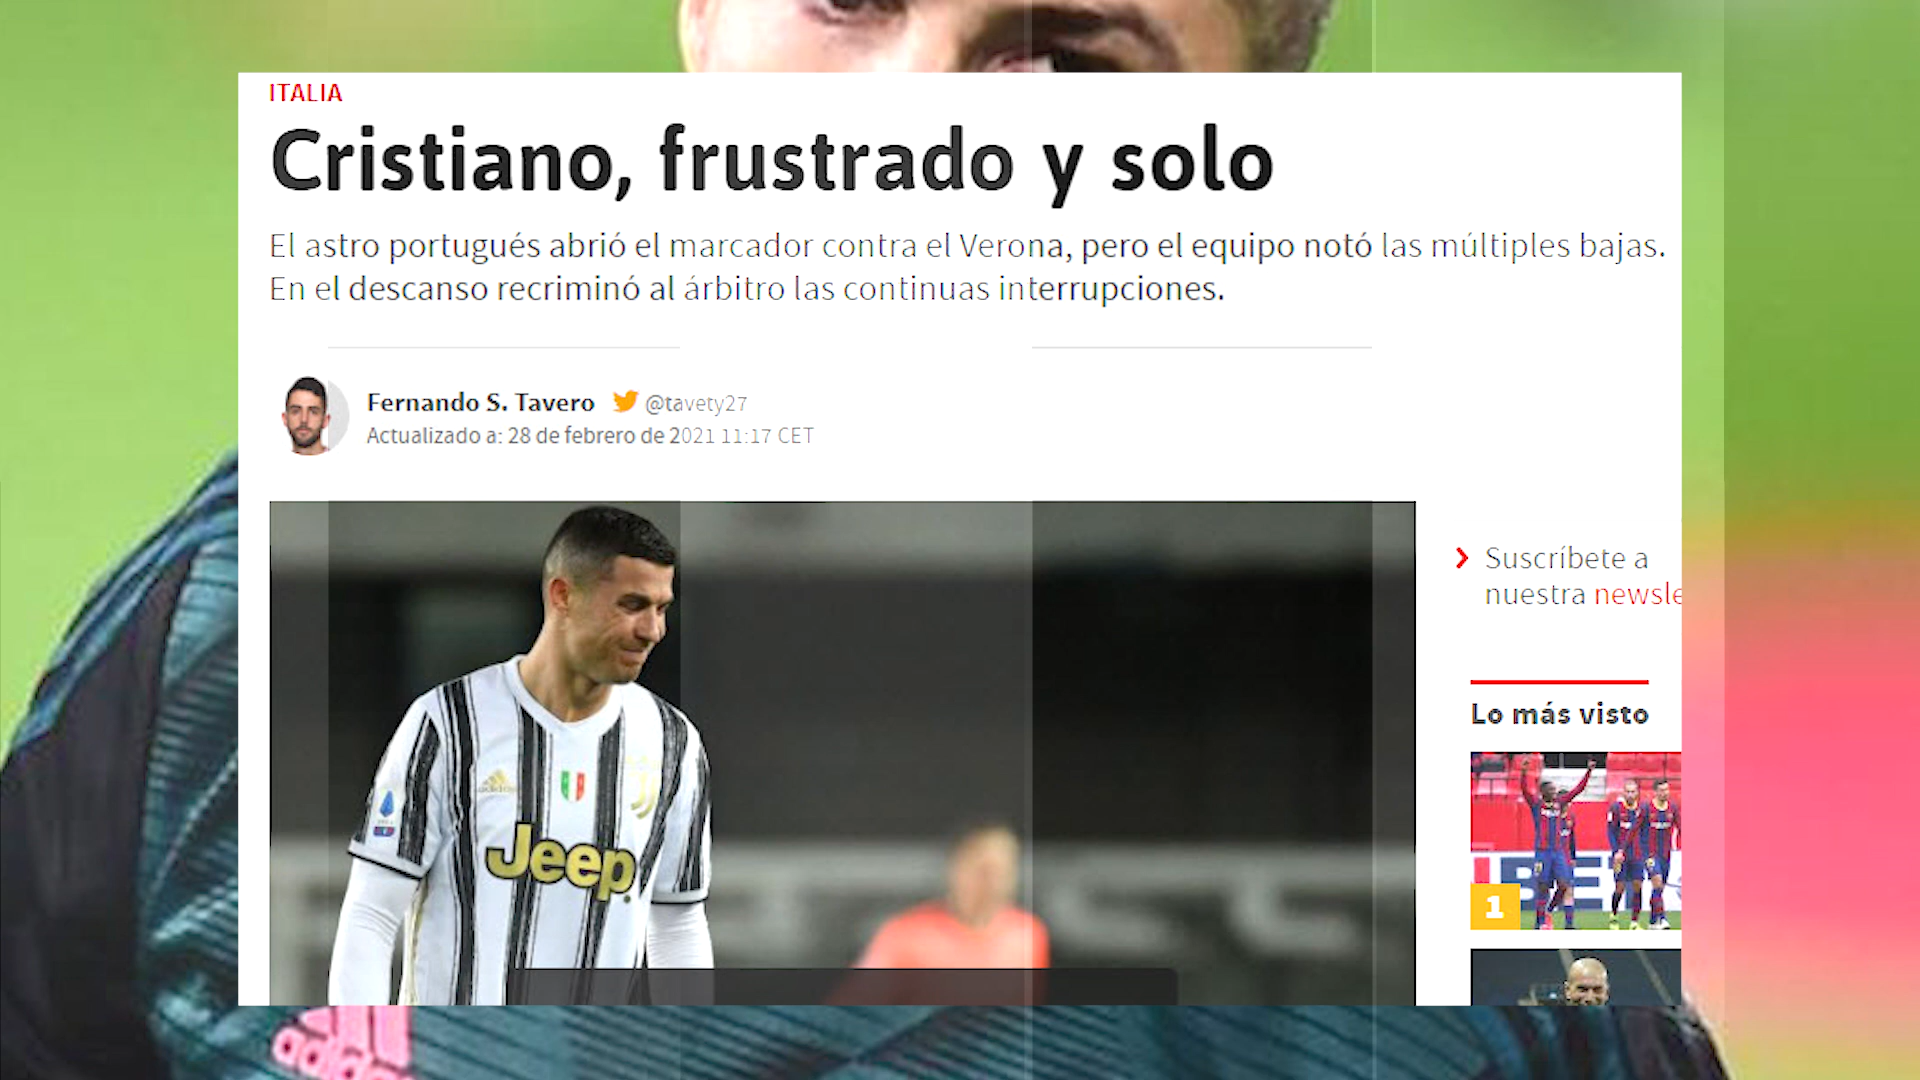 ITALIA
Cristiano, frustrado y solo
El astro portugués abrió el marcador contra el Verona, pero el equipo notó las múltiples bajas.
En el descanso recriminó al árbitro las continuas interrupciones.
Fernando S. Tavero @tavety27
Actualizado a: 28 de febrero de 2021 11:17 CET
Suscríbete a
nuestra newsle
Lo más visto
adidas
Jeep
1
adidas